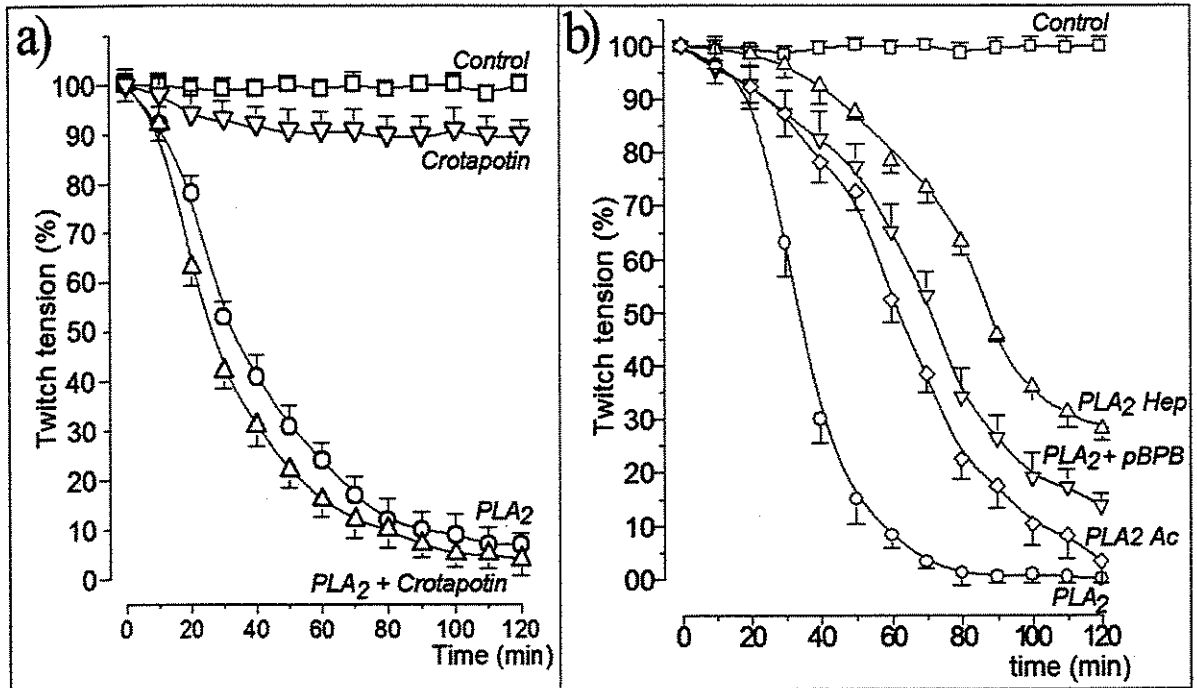 a)
Control
Crotapotin
PLA2
PLA2 + Crotapotin
Twitch tension (%)
100
90
80
70
60
50
40
30
20
10
0
0 20 40 60 80 100 120
Time (min)
b)
Control
PLA2 Hep
PLA2 + pBPB
PLA2 Ac
PLA2
Twitch tension (%)
100
90
80
70
60
50
40
30
20
10
00
0 20 40 60 80 100 120
time (min)